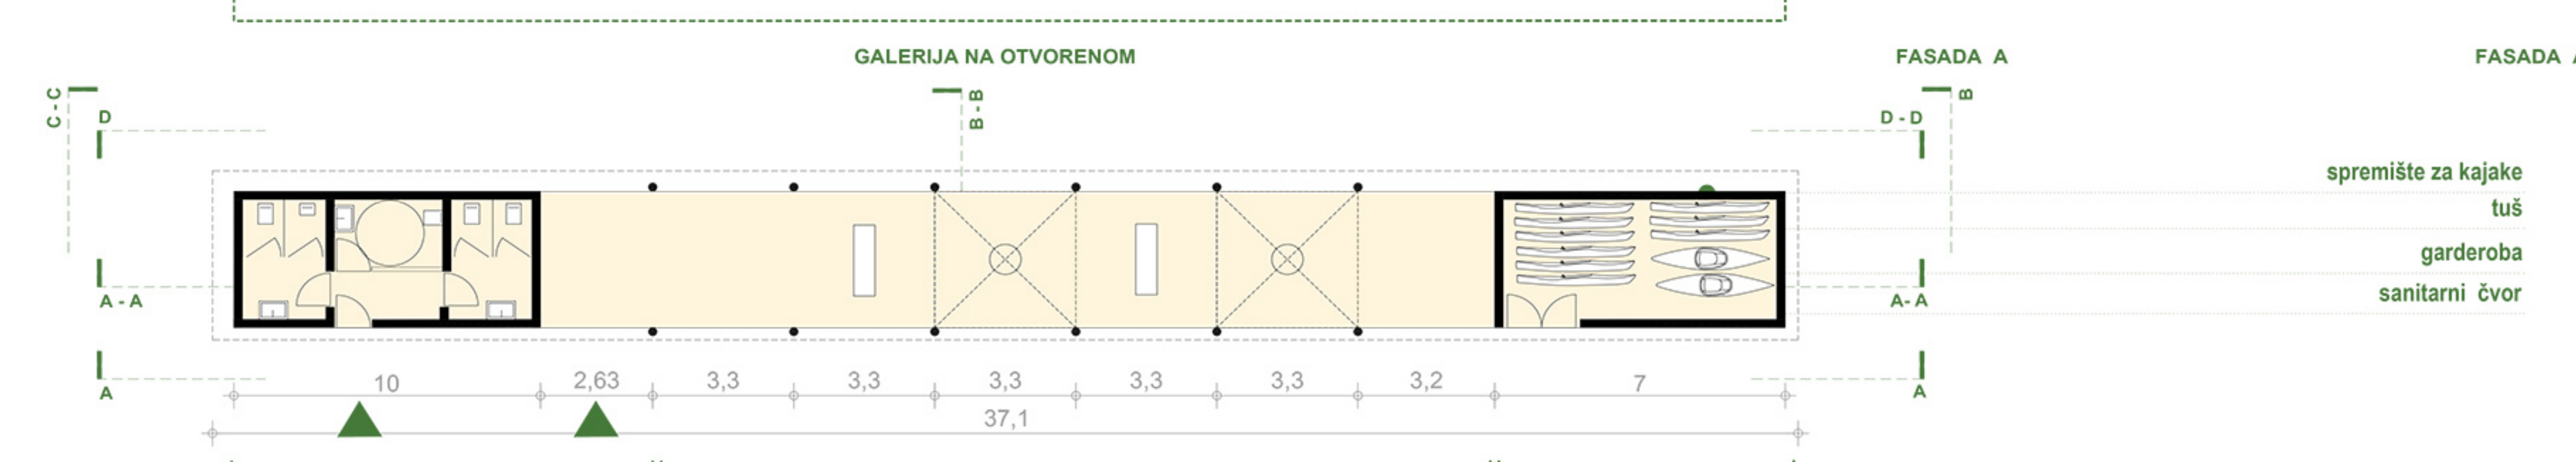 GALERIJA NA OTVORENOM
FASADA A
FASADA
C - C
D
B - B
D - D
B
spremište za kajake
tuš
garderoba
sanitarni čvor
A - A
A- A
A
A
10
2,63
3,3
3,3
3,3
3,3
3,3
3,2
7
37,1